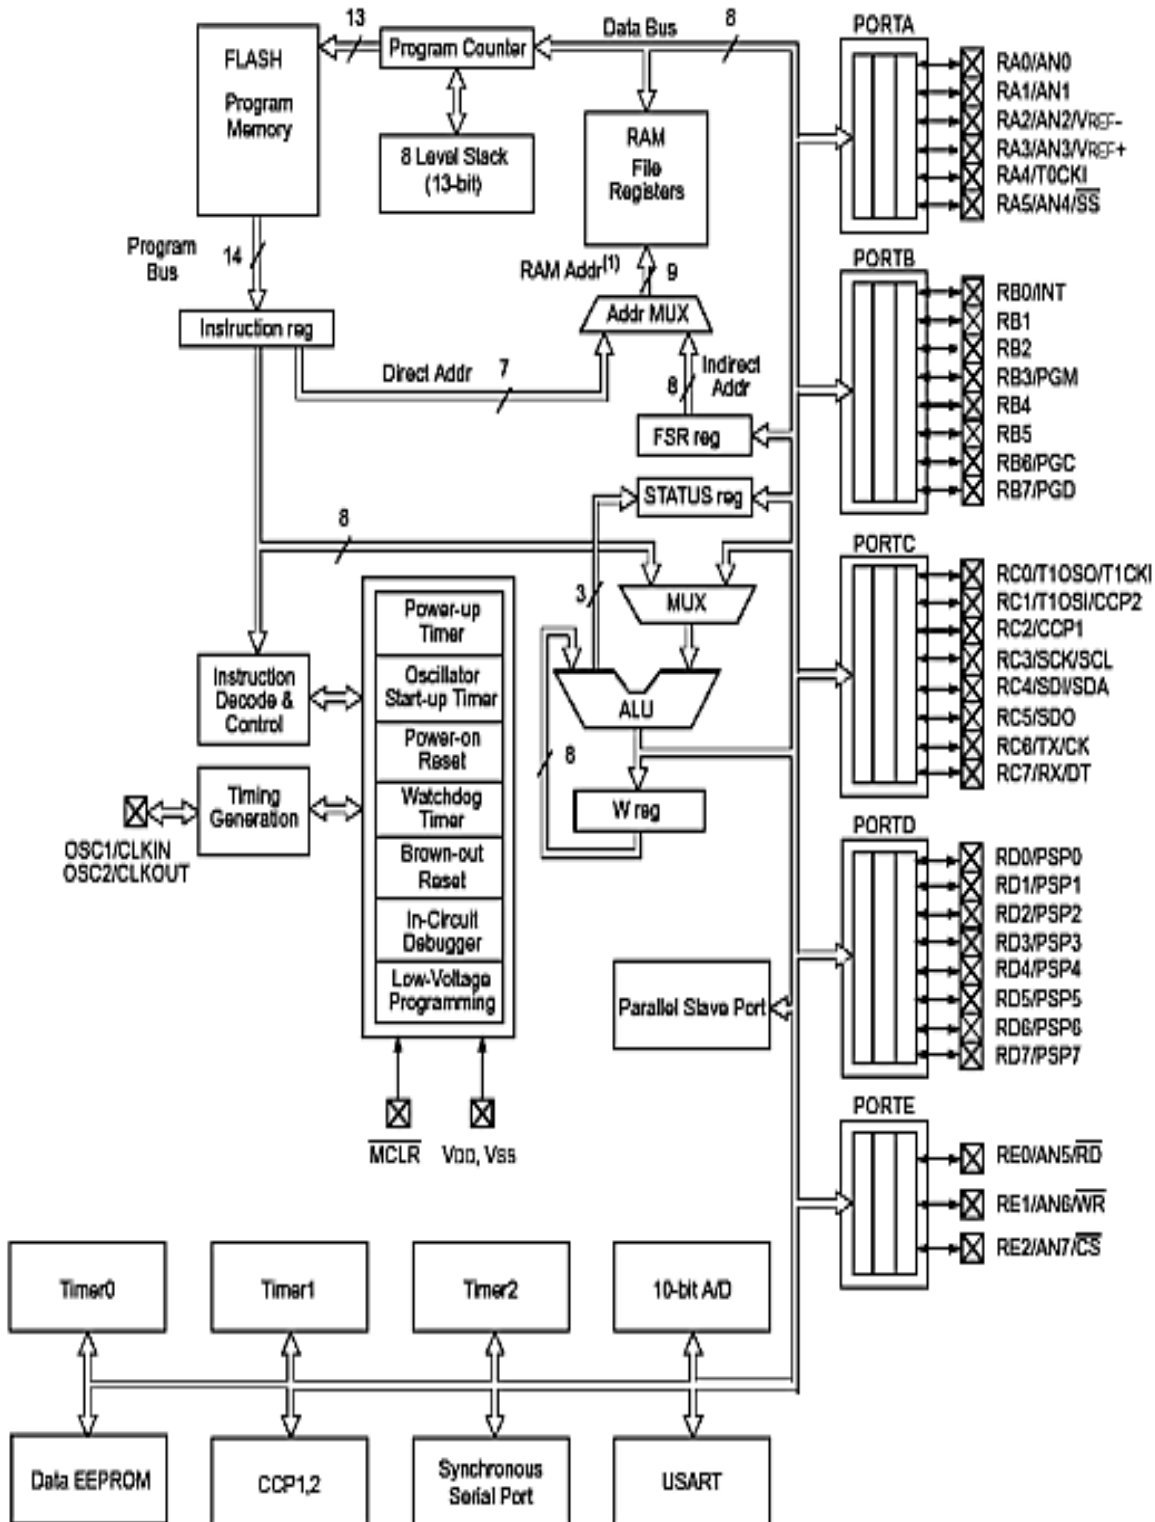 13
Data Bus
8
PORTA
FLASH
Program
Memory
Program Counter
8 Level Stack
(13-bit)
RAM
File
Registers
RA0/AN0
RA1/AN1
RA2/AN2/VREF-
RA3/AN3/VREF+
RA4/T0CKI
RA5/AN4/SS
Program
Bus
14
RAM Addr(1)
9
PORTB
Instruction reg
Addr MUX
Direct Addr
7
8
Indirect
Addr
FSR reg
RB0/INT
RB1
RB2
RB3/PGM
RB4
RB5
RB6/PGC
RB7/PGD
STATUS reg
8
PORTC
3
MUX
Power-up
Timer
Oscillator
Start-up Timer
Power-on
Reset
Watchdog
Timer
Brown-out
Reset
In-Circuit
Debugger
Low-Voltage
Programming
Instruction
Decode &
Control
Timing
Generation
OSC1/CLKIN
OSC2/CLKOUT
ALU
8
W reg
RC0/T1OSO/T1CKI
RC1/T1OSI/CCP2
RC2/CCP1
RC3/SCK/SCL
RC4/SDI/SDA
RC5/SDO
RC6/TX/CK
RC7/RX/DT
PORTD
RD0/PSP0
RD1/PSP1
RD2/PSP2
RD3/PSP3
RD4/PSP4
RD5/PSP5
RD6/PSP6
RD7/PSP7
Parallel Slave Port
MCLR
VDD, VSS
PORTE
RE0/AN5/RD
RE1/AN6/WR
RE2/AN7/CS
Timer0
Timer1
Timer2
10-bit A/D
Data EEPROM
CCP1,2
Synchronous
Serial Port
USART